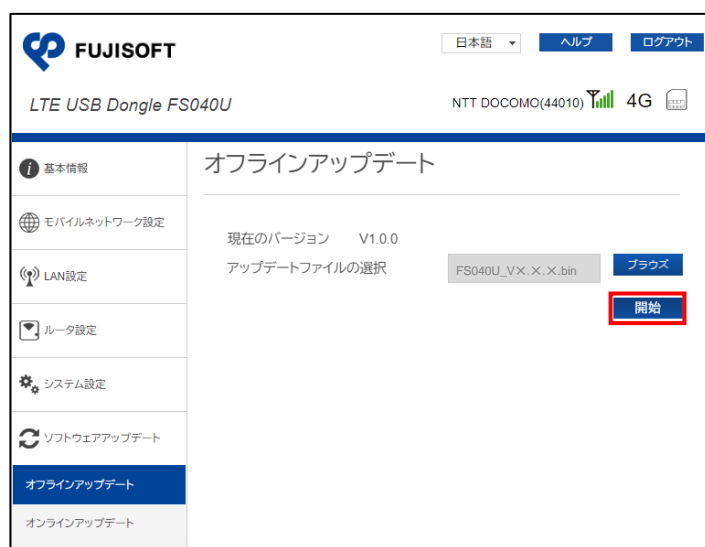 FUJISOFT
日本語 ヘルプ ログアウト
LTE USB Dongle FS040U
NTT DOCOMO(44010) 4G
基本情報
モバイルネットワーク設定
LAN設定
ルータ設定
システム設定
ソフトウェアアップデート
オフラインアップデート
オンラインアップデート
オフラインアップデート
現在のバージョン V1.0.0
アップデートファイルの選択 FS040U_V×.×.×.bin ブラウズ
開始